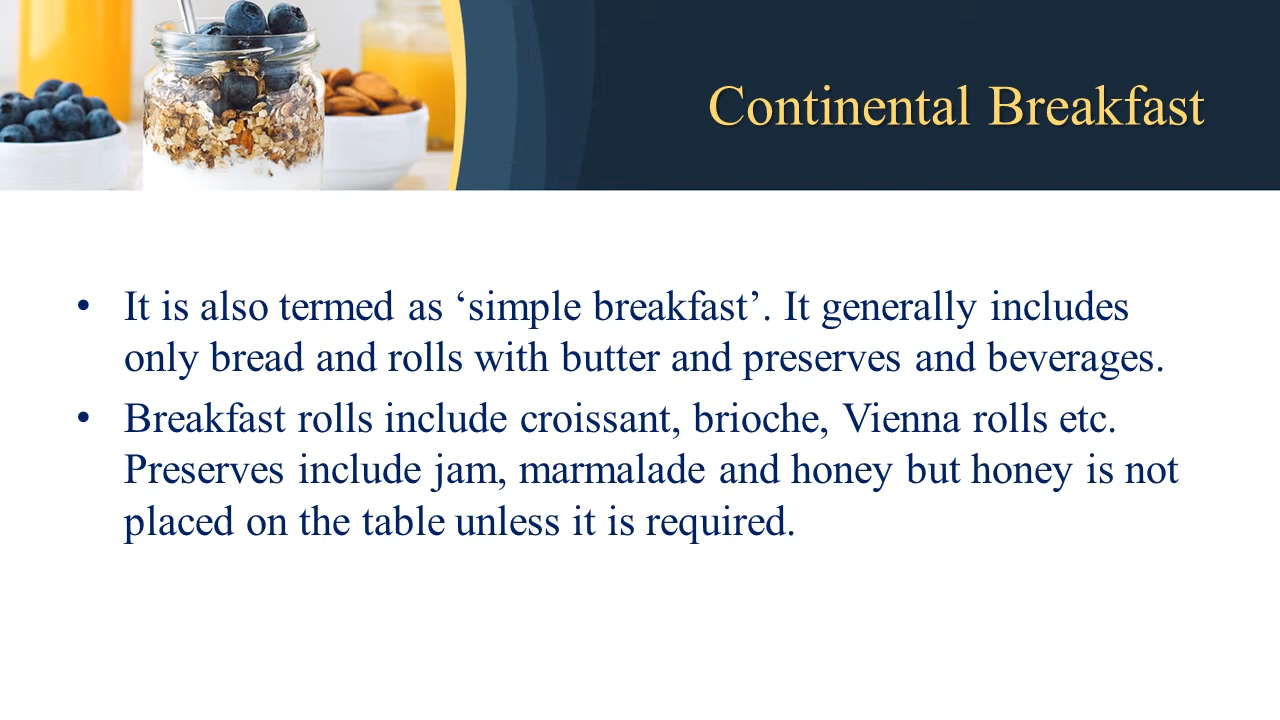 Continental Breakfast
• It is also termed as ‘simple breakfast’. It generally includes
only bread and rolls with butter and preserves and beverages.
• Breakfast rolls include croissant, brioche, Vienna rolls etc.
Preserves include jam, marmalade and honey but honey is not
placed on the table unless it is required.